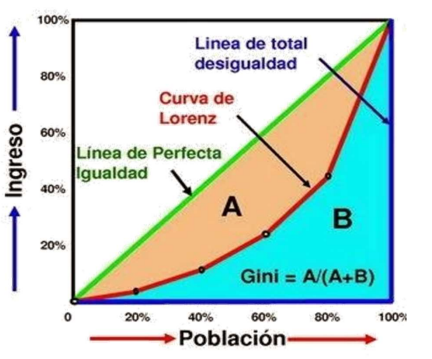 100%
80%
60%
40%
20%
Ingreso
Linea de total
desigualdad
Curva de
Lorenz
Línea de Perfecta
Igualdad
A
B
Gini = A/(A+B)
0
20%
40%
60%
80%
100%
Población